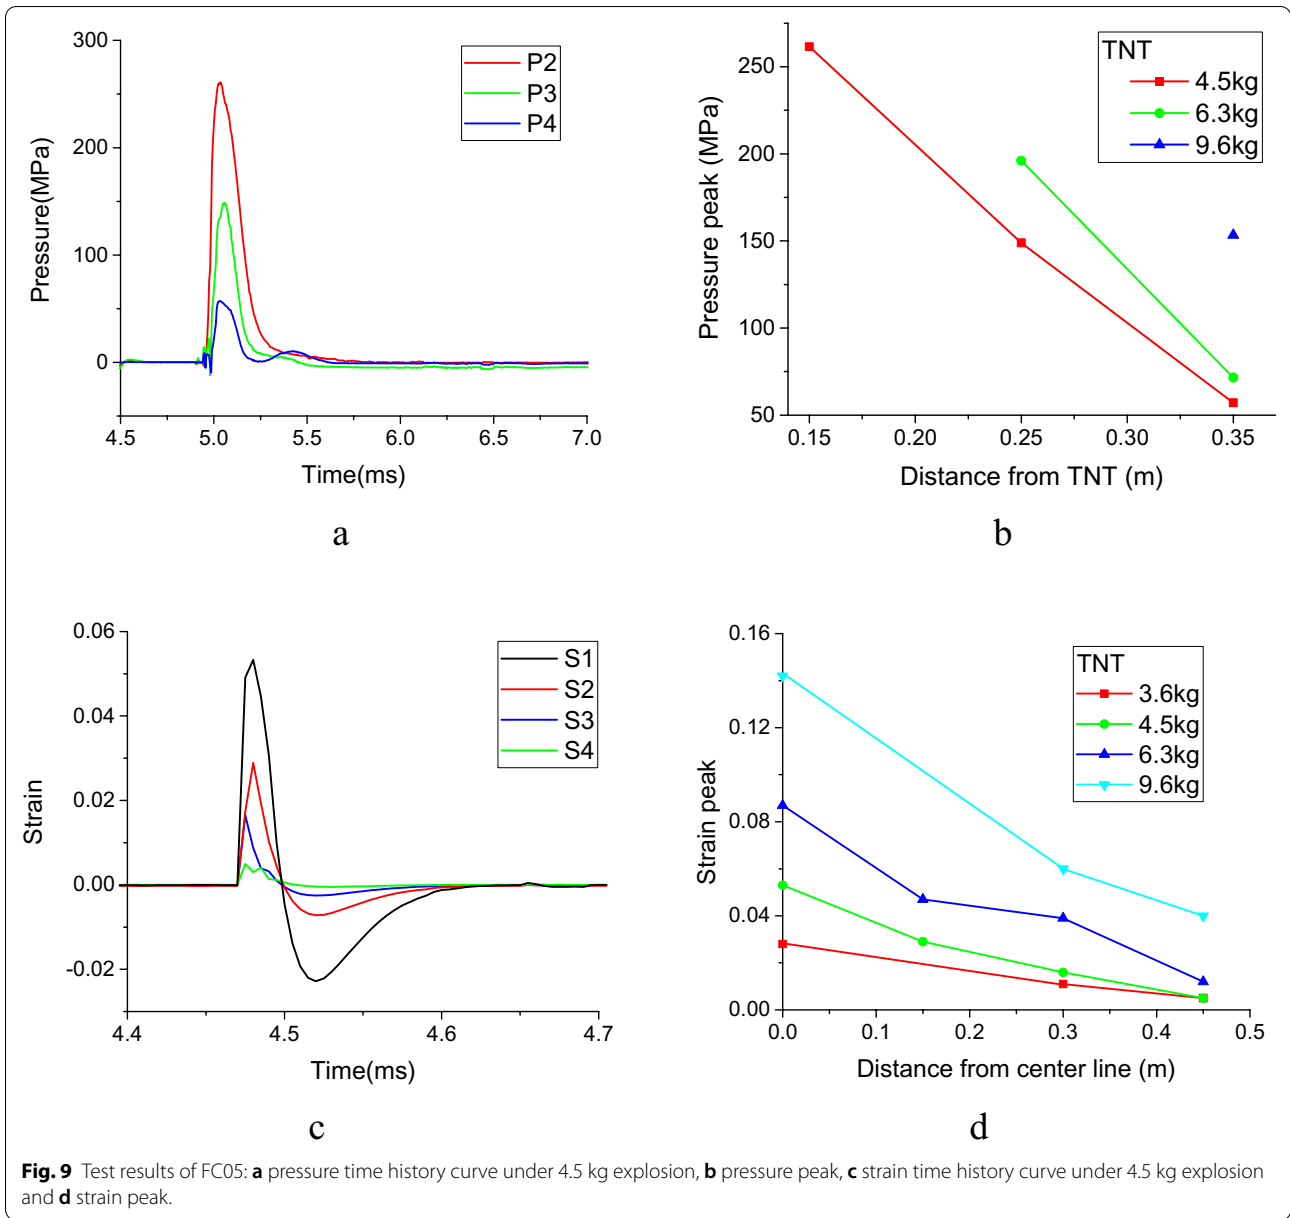 300
200
100
0
Pressure(MPa)
P2
P3
P4
4.5 5.0 5.5 6.0 6.5 7.0
Time(ms)
a
250
200
150
100
50
Pressure peak (MPa)
TNT
4.5kg
6.3kg
9.6kg
0.15 0.20 0.25 0.30 0.35
Distance from TNT (m)
b
0.06
0.04
0.02
0.00
-0.02
Strain
S1
S2
S3
S4
4.4 4.5 4.6 4.7
Time(ms)
c
0.16
0.12
0.08
0.04
0.00
Strain peak
TNT
3.6kg
4.5kg
6.3kg
9.6kg
0.0 0.1 0.2 0.3 0.4 0.5
Distance from center line (m)
d
Fig. 9 Test results of FC05: a pressure time history curve under 4.5 kg explosion, b pressure peak, c strain time history curve under 4.5 kg explosion
and d strain peak.